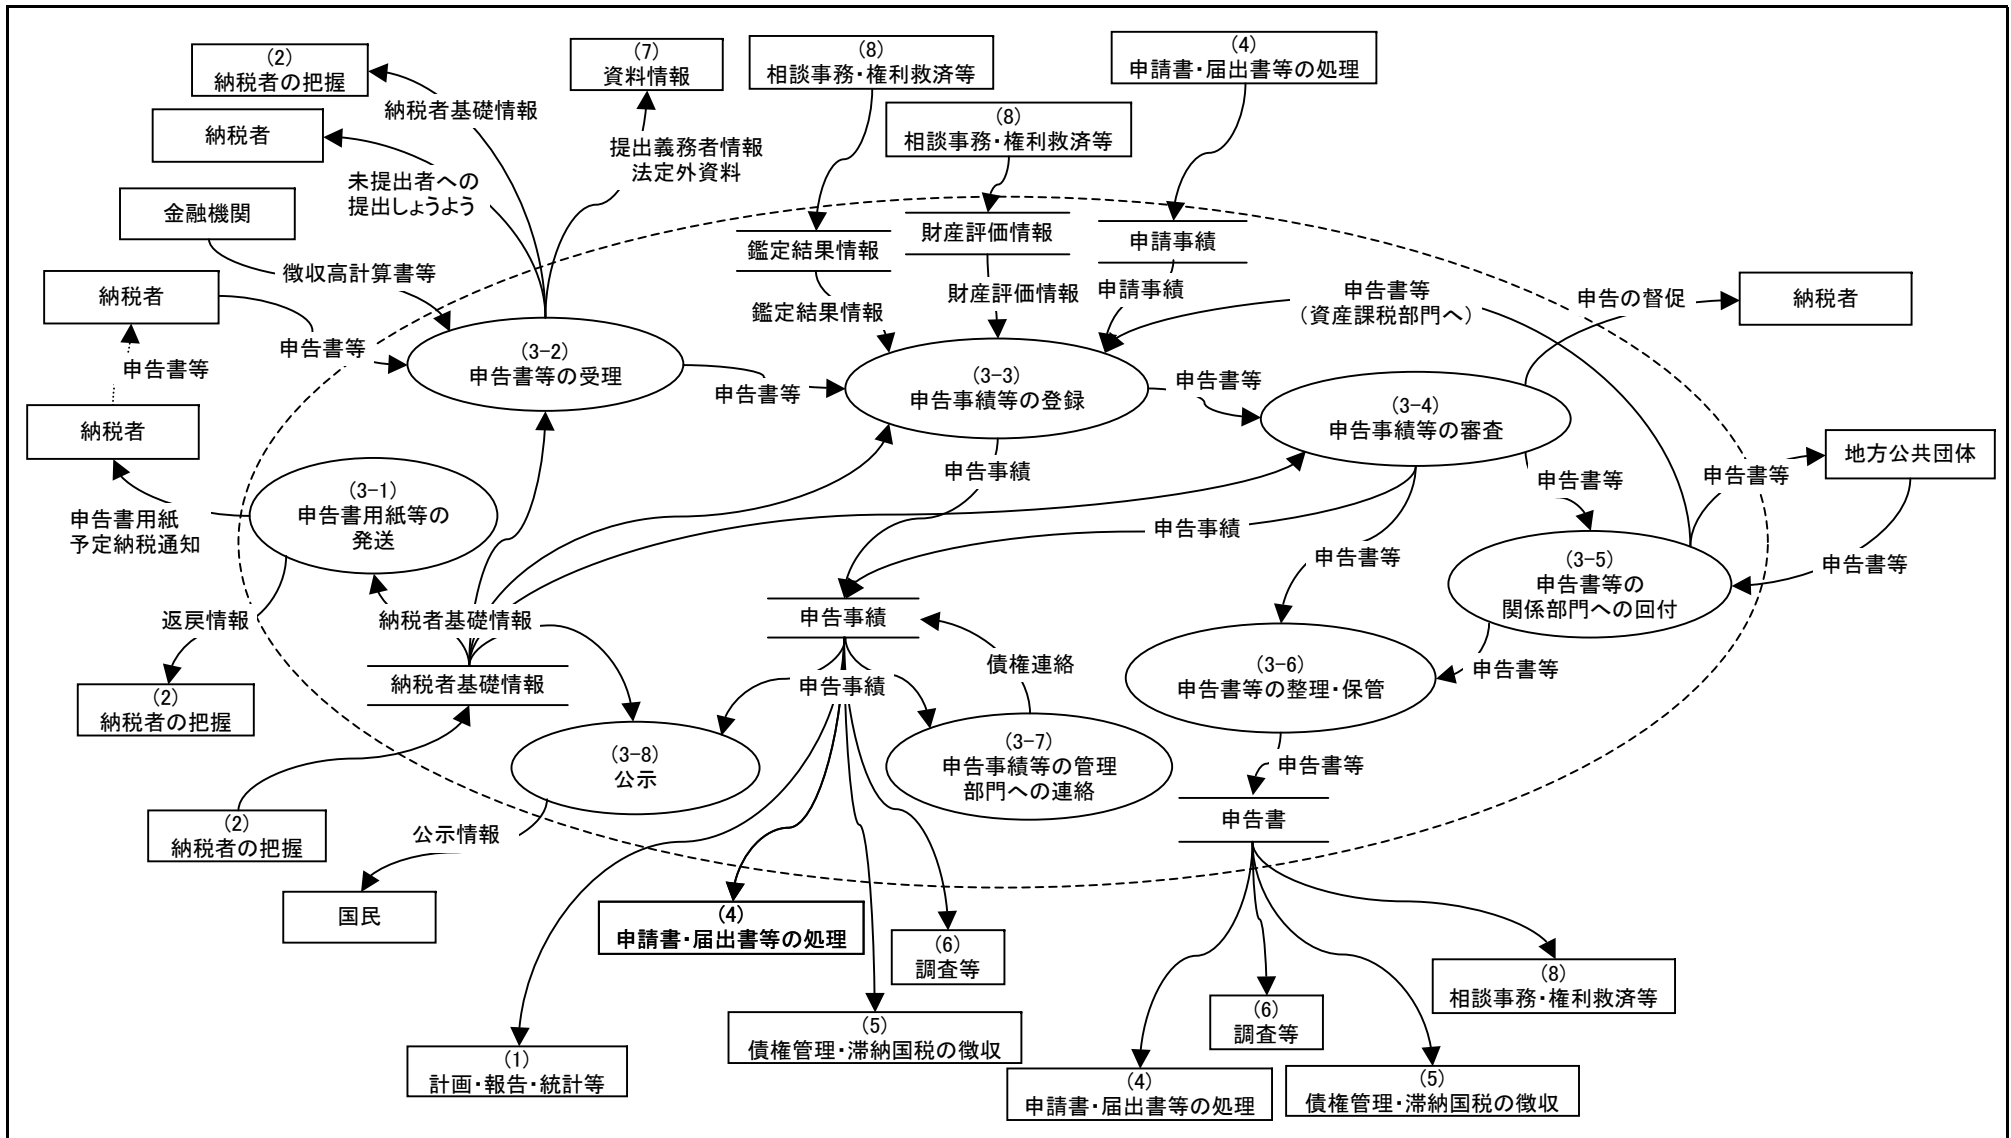 (2)
納税者の把握
(7)
資料情報
(8)
相談事務・権利救済等
(4)
申請書・届出書等の処理
納税者基礎情報
納税者
(8)
相談事務・権利救済等
提出義務者情報
法定外資料
未提出者への
提出しょうよう
金融機関
鑑定結果情報
財産評価情報
申請事績
徴収高計算書等
納税者
鑑定結果情報
財産評価情報
申請事績
申告書等
(資産課税部門へ)
申告の督促
納税者
申告書等
(3-2)
申告書等の受理
申告書等
申告書等
(3-3)
申告事績等の登録
申告書等
(3-4)
申告事績等の審査
納税者
申告事績
申告書等
申告書等
地方公共団体
(3-1)
申告書用紙等の
発送
申告書用紙
予定納税通知
申告事績
申告書等
(3-5)
申告書等の
関係部門への回付
申告書等
返戻情報
納税者基礎情報
申告事績
債権連絡
(3-6)
申告書等の整理・保管
申告書等
(2)
納税者の把握
納税者基礎情報
申告事績
(3-8)
公示
(3-7)
申告事績等の管理
部門への連絡
申告書等
(2)
納税者の把握
公示情報
申告書
国民
(4)
申請書・届出書等の処理
(6)
調査等
(8)
相談事務・権利救済等
(5)
債権管理・滞納国税の徴収
(6)
調査等
(1)
計画・報告・統計等
(4)
申請書・届出書等の処理
(5)
債権管理・滞納国税の徴収